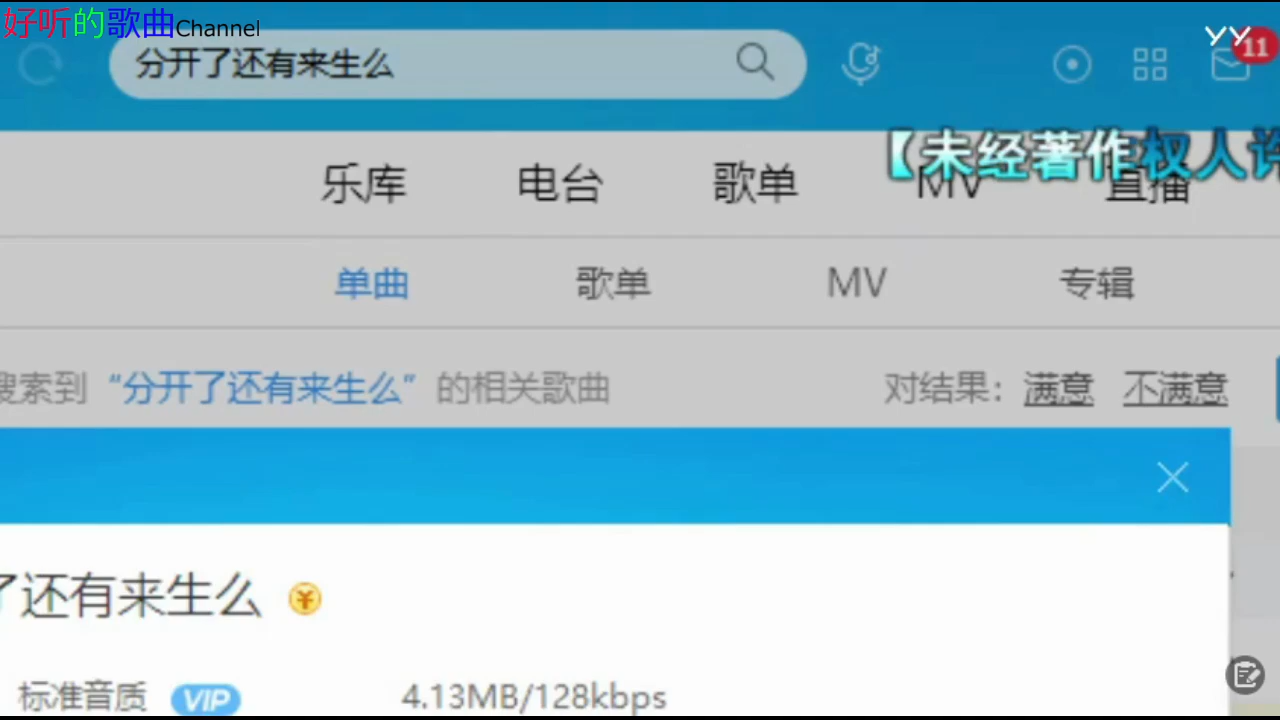 好听的歌曲Channel
YY
分开了还有来生么
11
【未经著作权人许
乐库 电台 歌单 MV 直播
单曲 歌单 MV 专辑
搜索到 “分开了还有来生么” 的相关歌曲 对结果： 满意 不满意
了还有来生么
标准音质 VIP 4.13MB/128kbps